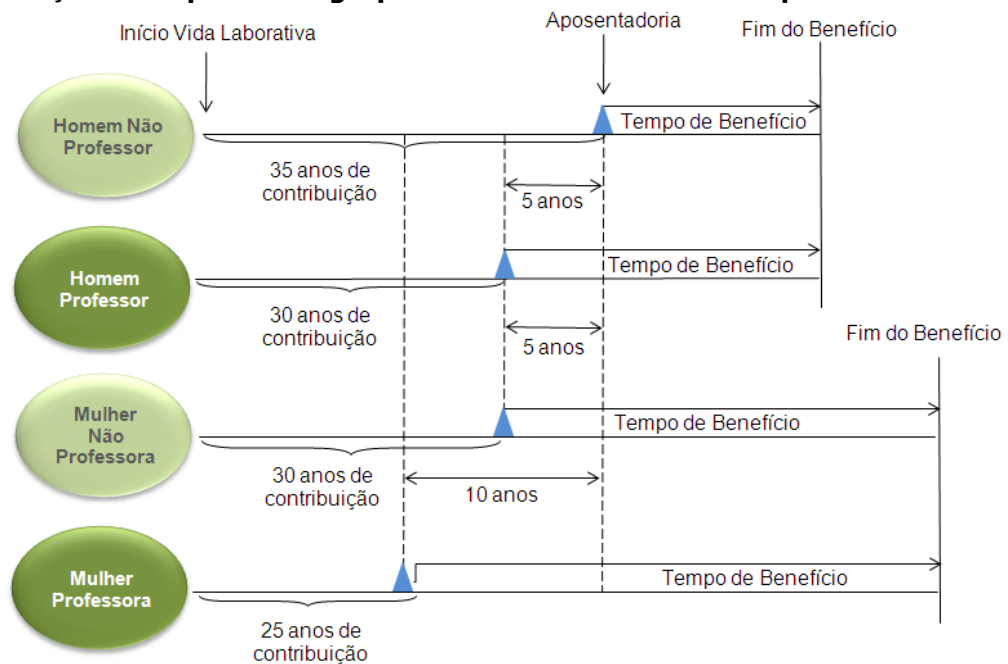 Início Vida Laborativa
Aposentadoria
Fim do Benefício
Homem Não
Professor
Tempo de Benefício
35 anos de
contribuição
5 anos
Homem
Professor
Tempo de Benefício
30 anos de
contribuição
5 anos
Fim do Benefício
Mulher
Não
Professora
Tempo de Benefício
30 anos de
contribuição
10 anos
Mulher
Professora
Tempo de Benefício
25 anos de
contribuição